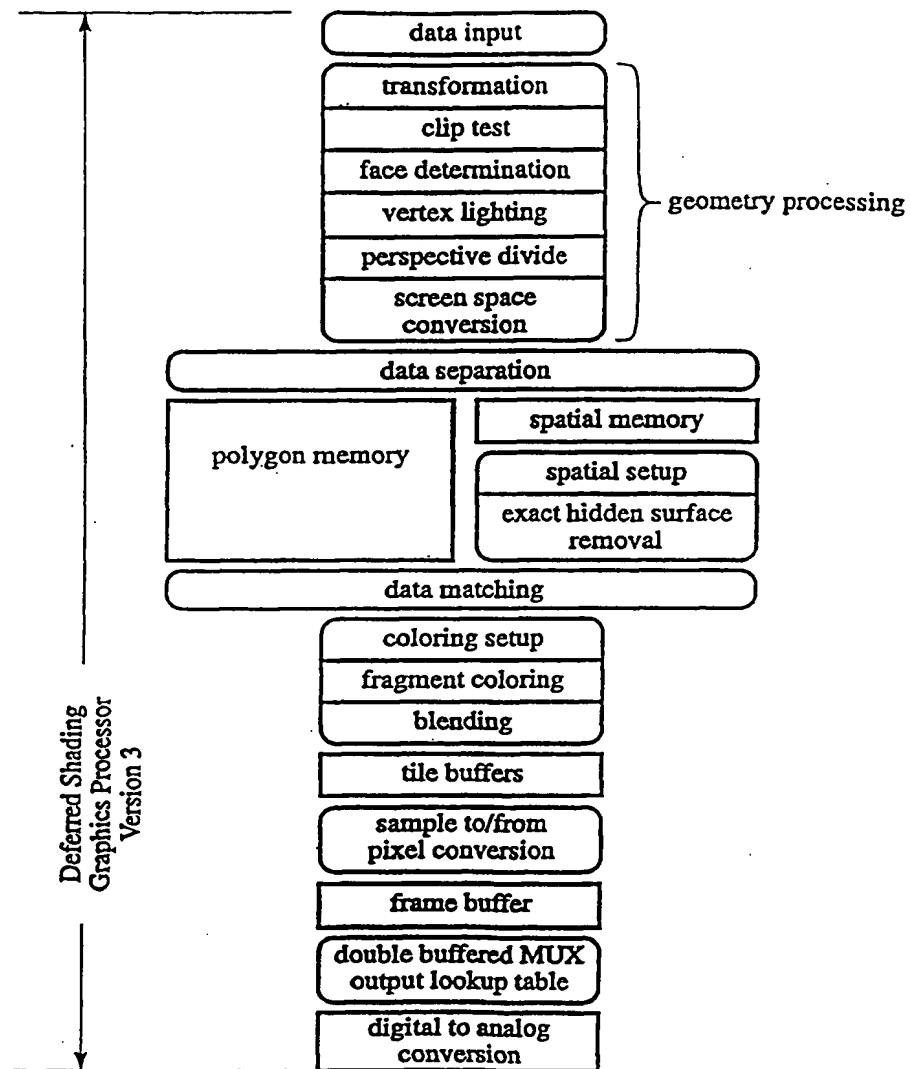 data input
transformation
clip test
face determination
vertex lighting
perspective divide
screen space
conversion
geometry processing
data separation
polygon memory
spatial memory
spatial setup
exact hidden surface
removal
data matching
coloring setup
fragment coloring
blending
tile buffers
sample to/from
pixel conversion
frame buffer
double buffered MUX
output lookup table
digital to analog
conversion
Deferred Shading
Graphics Processor
Version 3